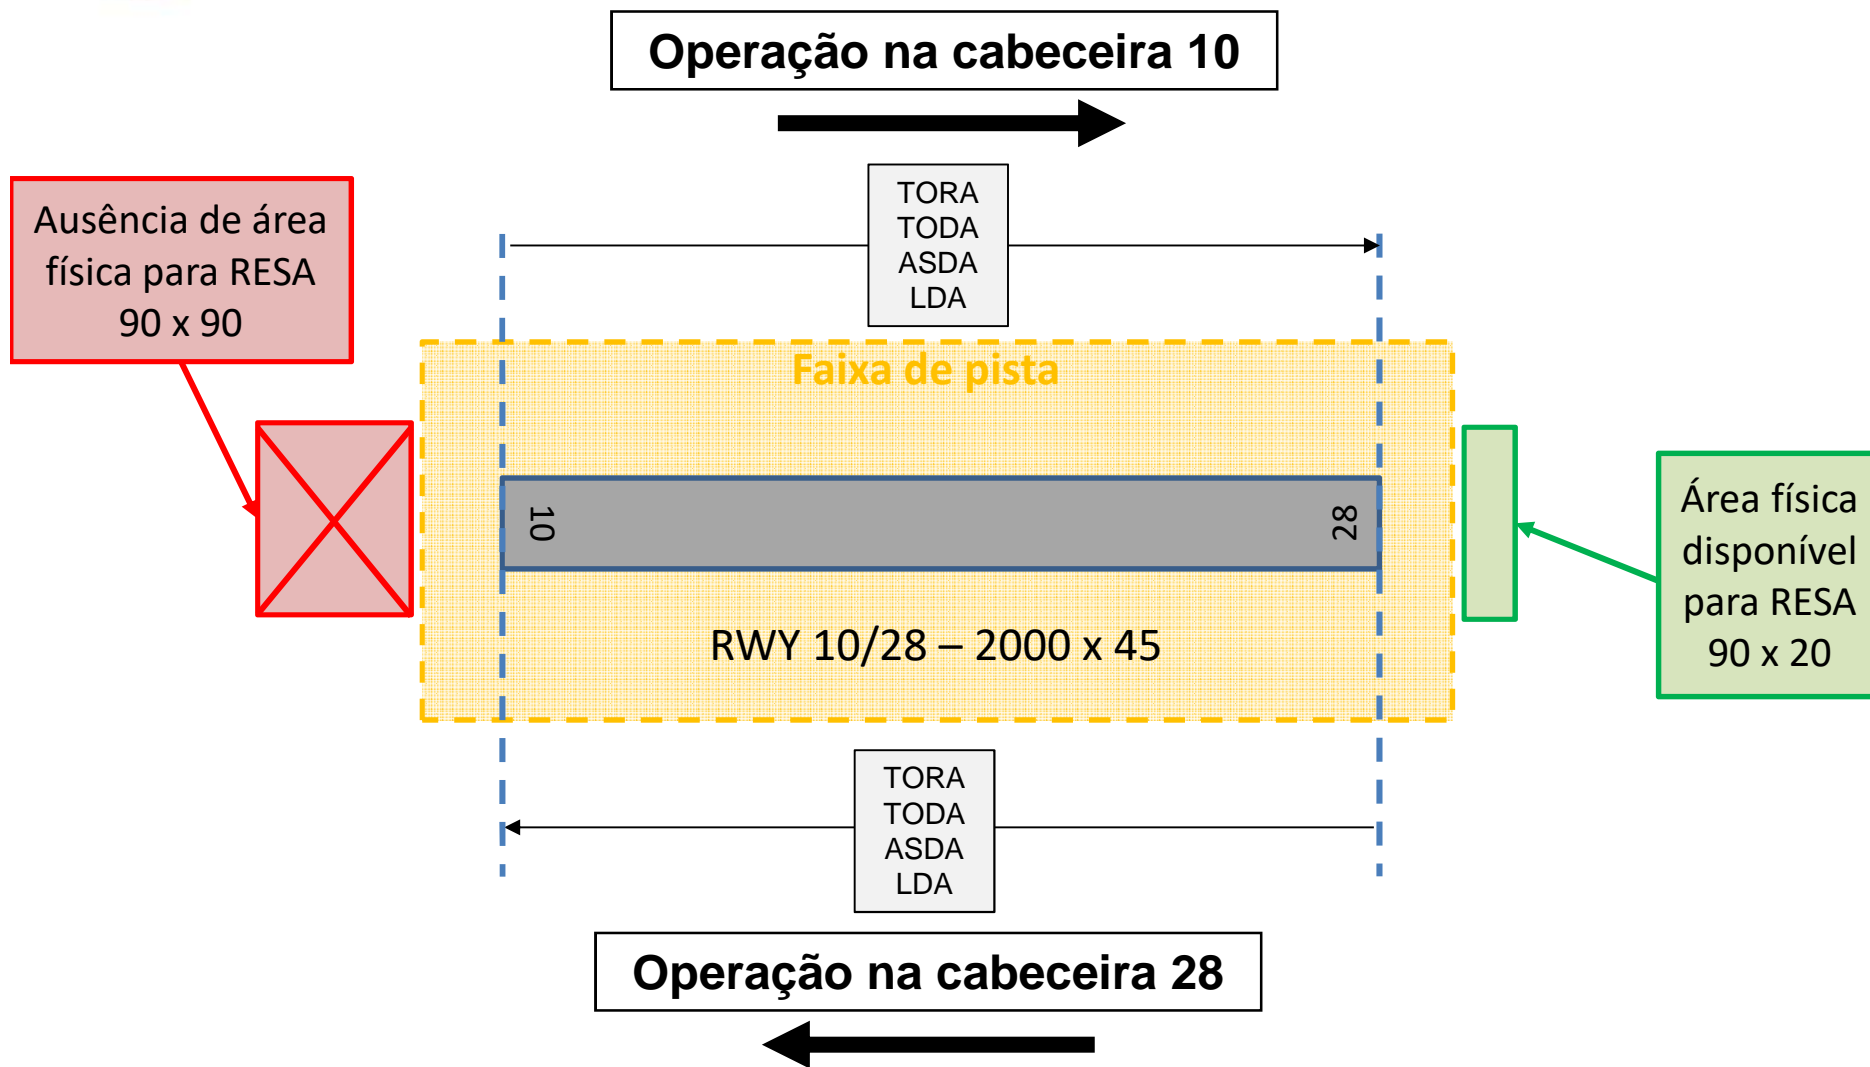 Operação na cabeceira 10
TORA
TODA
ASDA
LDA
Ausência de área
física para RESA
90 x 90
Faixa de pista
10
28
RWY 10/28 – 2000 x 45
Área física
disponível
para RESA
90 x 20
TORA
TODA
ASDA
LDA
Operação na cabeceira 28